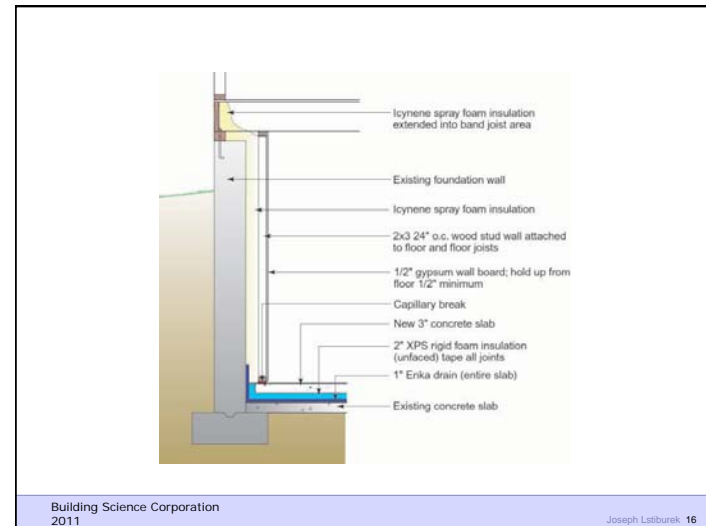 Icynene spray foam insulation
extended into band joist area
Existing foundation wall
Icynene spray foam insulation
2x3 24" o.c. wood stud wall attached
to floor and floor joists
1/2" gypsum wall board; hold up from
floor 1/2" minimum
Capillary break
New 3" concrete slab
2" XPS rigid foam insulation
(unfaced) tape all joints
1" Enka drain (entire slab)
Existing concrete slab
Building Science Corporation
2011
Joseph Lstiburek 16